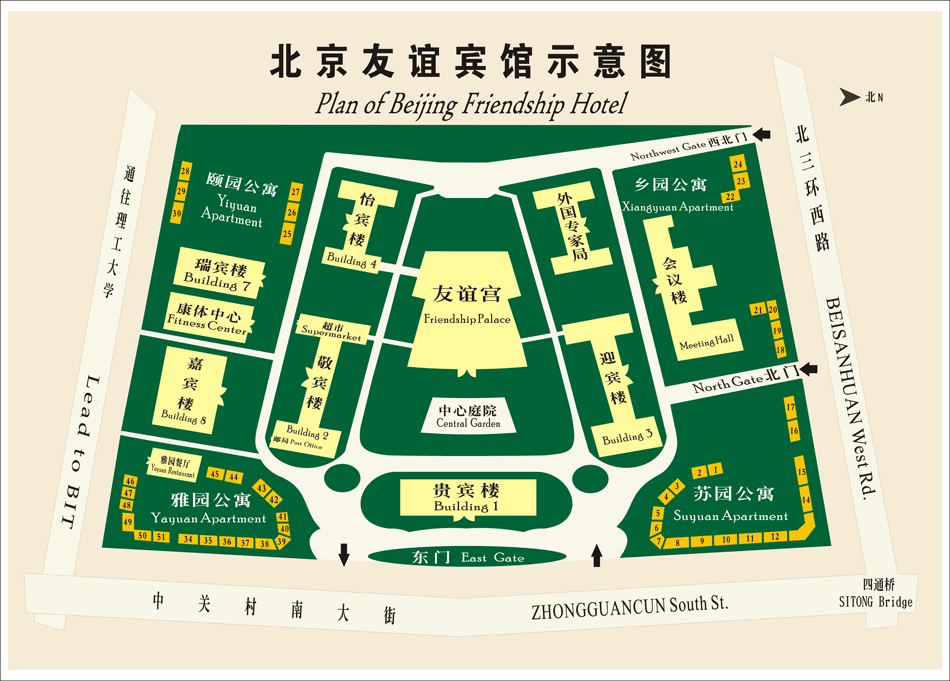 北京友谊宾馆示意图
Plan of Beijing Friendship Hotel
北 N
Northwest Gate 西北门
北三环西路
BEISANHUAN West Rd.
通往理工大学
Lead to BIT
28
29
30
颐园公寓
Yiyuan
Apartment
27
26
25
怡宾楼
Building 4
外国专家局
乡园公寓
Xiangyuan Apartment
24
23
22
瑞宾楼
Building 7
康体中心
Fitness Center
友谊宫
Friendship Palace
会议楼
Meeting Hall
21
20
19
18
超市
Supermarket
敬宾楼
Building 2
邮局 Post Office
迎宾楼
Building 3
嘉宾楼
Building 8
中心庭院
Central Garden
North Gate 北门
17
16
15
14
雅园餐厅
Yayuan Restaurant
45
44
43
42
46
47
48
49
雅园公寓
Yayuan Apartment
41
40
39
50
51
34
35
36
37
38
贵宾楼
Building 1
2
1
3
4
5
6
7
苏园公寓
Suyuan Apartment
8
9
10
11
12
东门 East Gate
中关村南大街
ZHONGGUANCUN South St.
四通桥
SITONG Bridge